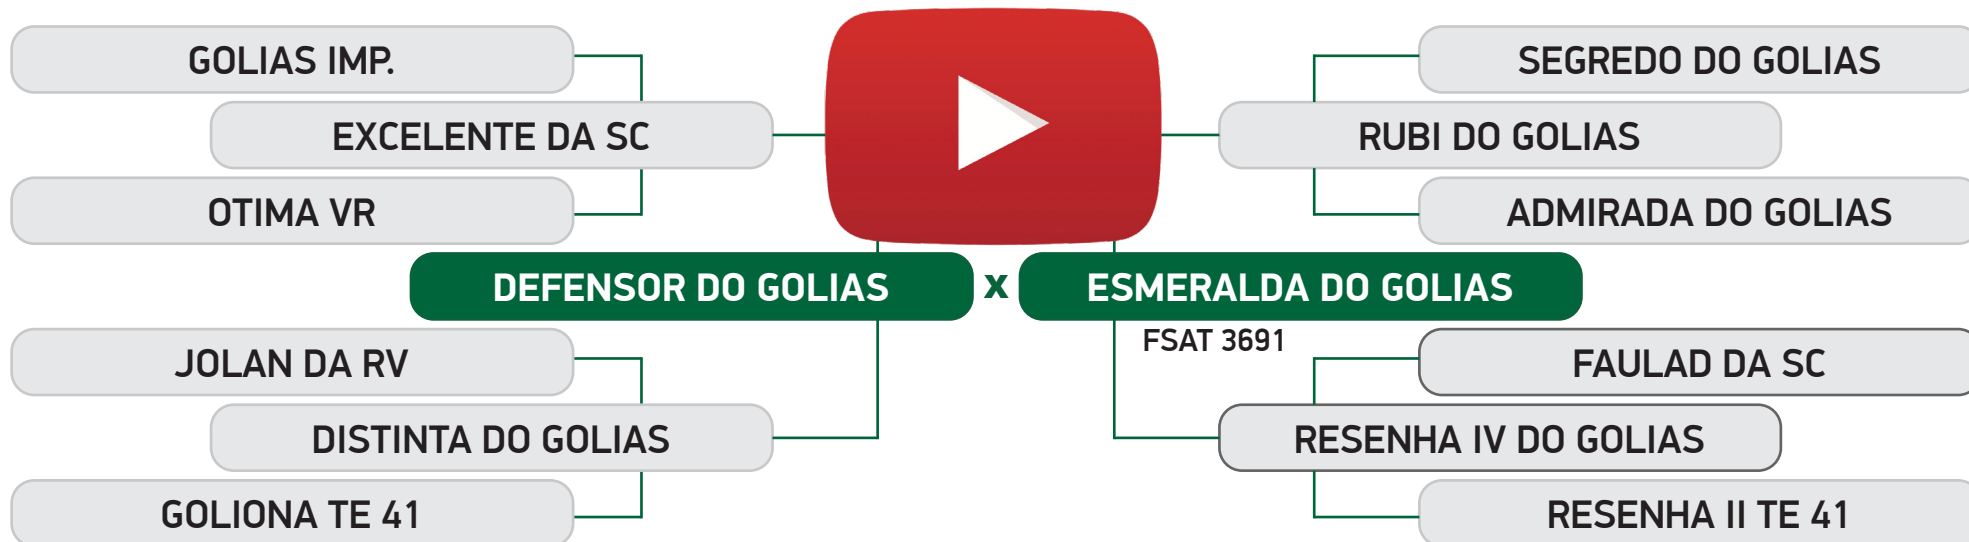 GOLIAS IMP.
SEGREDO DO GOLIAS
EXCELENTE DA SC
RUBI DO GOLIAS
OTIMA VR
ADMIRADA DO GOLIAS
DEFENSOR DO GOLIAS x ESMERALDA DO GOLIAS
FSAT 3691
JOLAN DA RV
FAULAD DA SC
DISTINTA DO GOLIAS
RESENHA IV DO GOLIAS
GOLIONA TE 41
RESENHA II TE 41